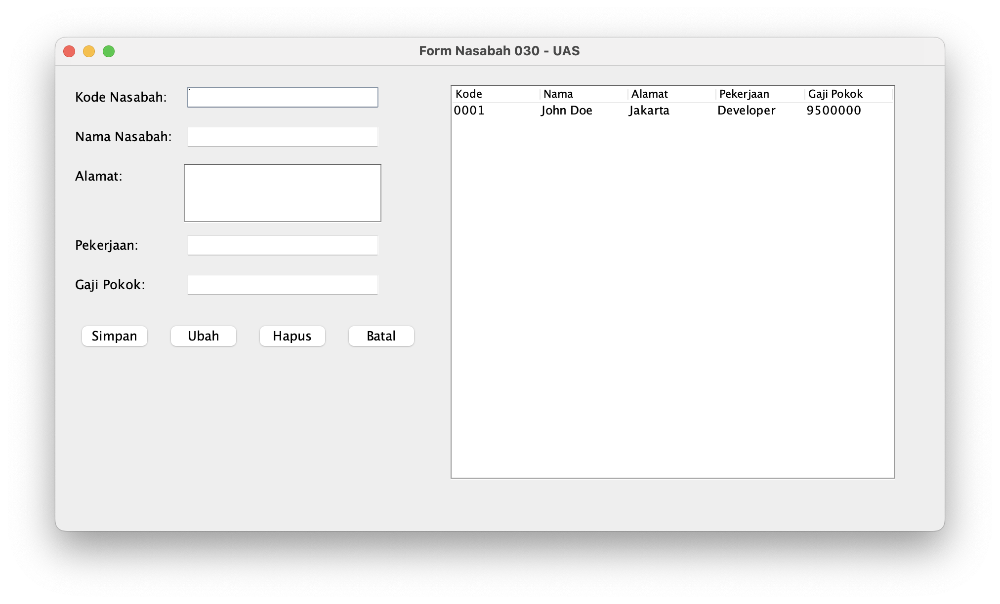 Form Nasabah 030 - UAS
Kode Nasabah:
Nama Nasabah:
Alamat:
Pekerjaan:
Gaji Pokok:
Simpan Ubah Hapus Batal
Kode Nama Alamat Pekerjaan Gaji Pokok
0001 John Doe Jakarta Developer 9500000